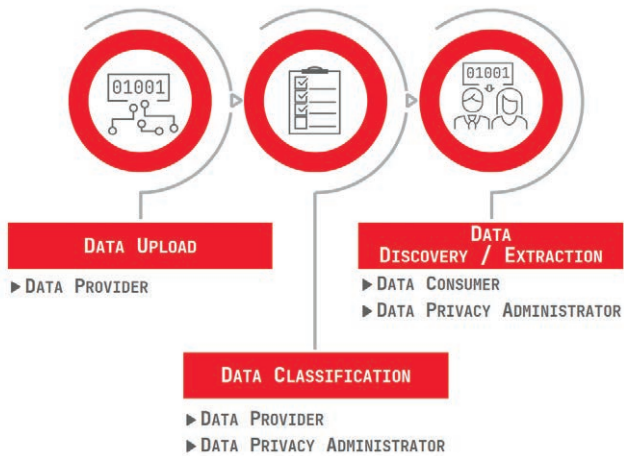 01001
01001
DATA UPLOAD
▶ DATA PROVIDER
DATA
DISCOVERY / EXTRACTION
▶ DATA CONSUMER
▶ DATA PRIVACY ADMINISTRATOR
DATA CLASSIFICATION
▶ DATA PROVIDER
▶ DATA PRIVACY ADMINISTRATOR